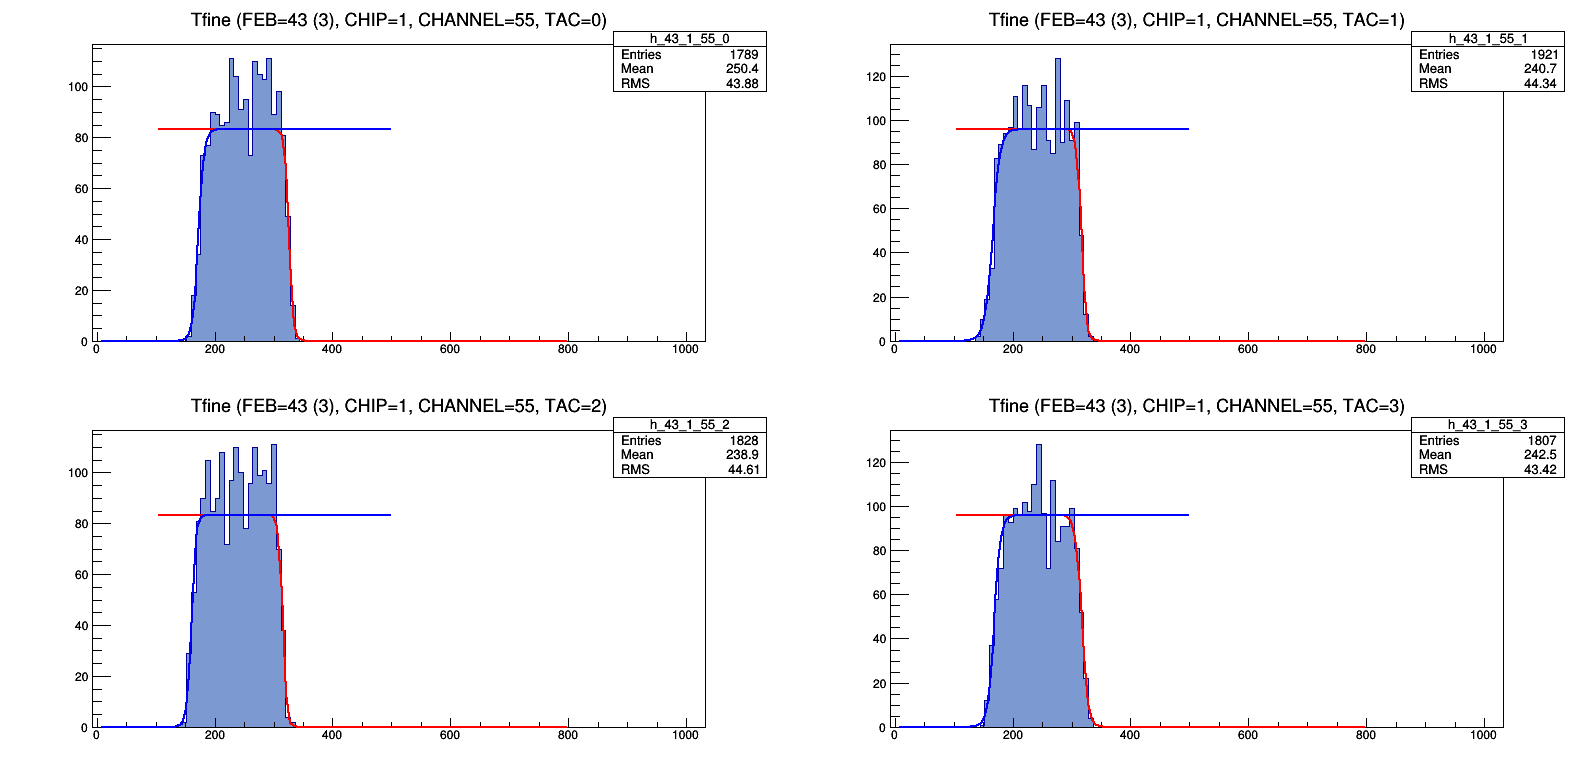 Tfine (FEB=43 (3), CHIP=1, CHANNEL=55, TAC=0)
h_43_1_55_0
Entries 1789
Mean 250.4
RMS 43.88
100
80
60
40
20
0
0 200 400 600 800 1000
Tfine (FEB=43 (3), CHIP=1, CHANNEL=55, TAC=1)
h_43_1_55_1
Entries 1921
Mean 240.7
RMS 44.34
120
100
80
60
40
20
0
0 200 400 600 800 1000
Tfine (FEB=43 (3), CHIP=1, CHANNEL=55, TAC=2)
h_43_1_55_2
Entries 1828
Mean 238.9
RMS 44.61
100
80
60
40
20
0
0 200 400 600 800 1000
Tfine (FEB=43 (3), CHIP=1, CHANNEL=55, TAC=3)
h_43_1_55_3
Entries 1807
Mean 242.5
RMS 43.42
120
100
80
60
40
20
0
0 200 400 600 800 1000